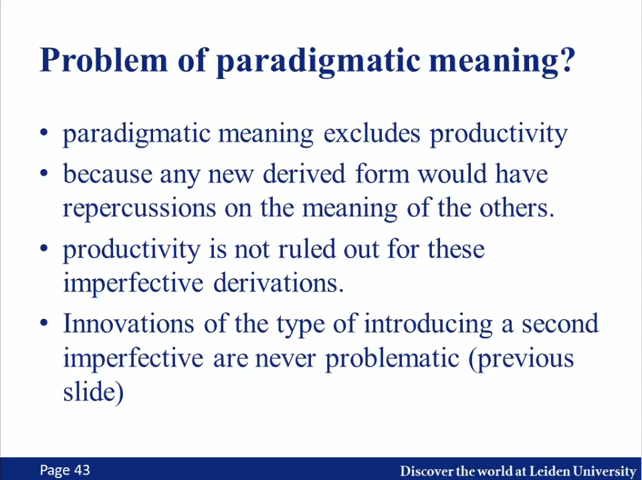 Problem of paradigmatic meaning?
• paradigmatic meaning excludes productivity
• because any new derived form would have
repercussions on the meaning of the others.
• productivity is not ruled out for these
imperfective derivations.
• Innovations of the type of introducing a second
imperfective are never problematic (previous
slide)
Page 43
Discover the world at Leiden University